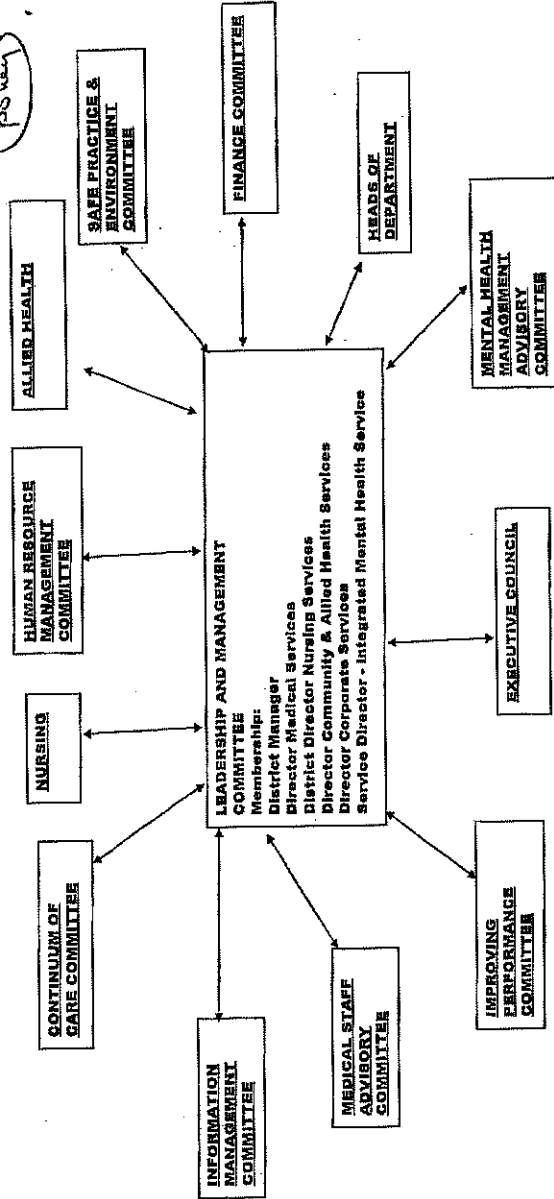 CONTINUUM OF
CARE COMMITTEE
NURSING
HUMAN RESOURCE
MANAGEMENT
COMMITTEE
ALLIED HEALTH
SAFE PRACTICE &
ENVIRONMENT
COMMITTEE
INFORMATION
MANAGEMENT
COMMITTEE
LEADERSHIP AND MANAGEMENT
COMMITTEE
Membership:
District Manager
Director Medical Services
District Director Nursing Services
Director Community & Allied Health Services
Director Corporate Services
Service Director - Integrated Mental Health Service
FINANCE COMMITTEE
HEADS OF
DEPARTMENT
MEDICAL STAFF
ADVISORY
COMMITTEE
IMPROVING
PERFORMANCE
COMMITTEE
EXECUTIVE COUNCIL
MENTAL HEALTH
MANAGEMENT
ADVISORY
COMMITTEE